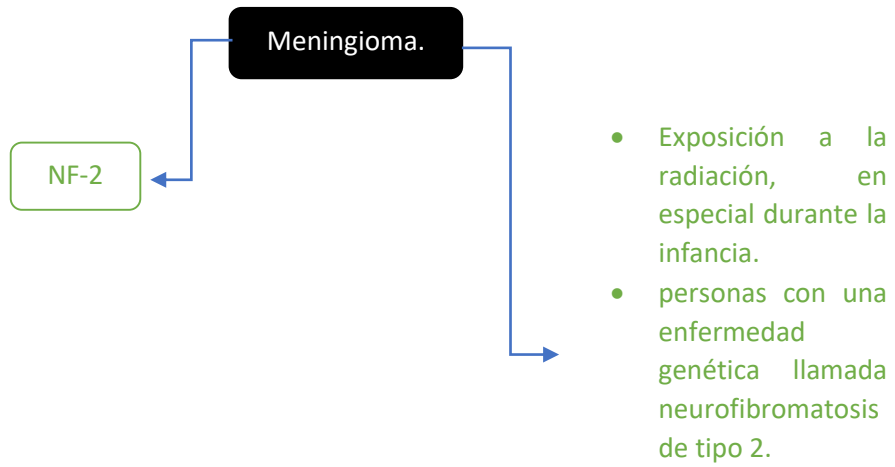 Meningioma.
NF-2
● Exposición a la
radiación, en
especial durante la
infancia.
● personas con una
enfermedad
genética llamada
neurofibromatosis
de tipo 2.